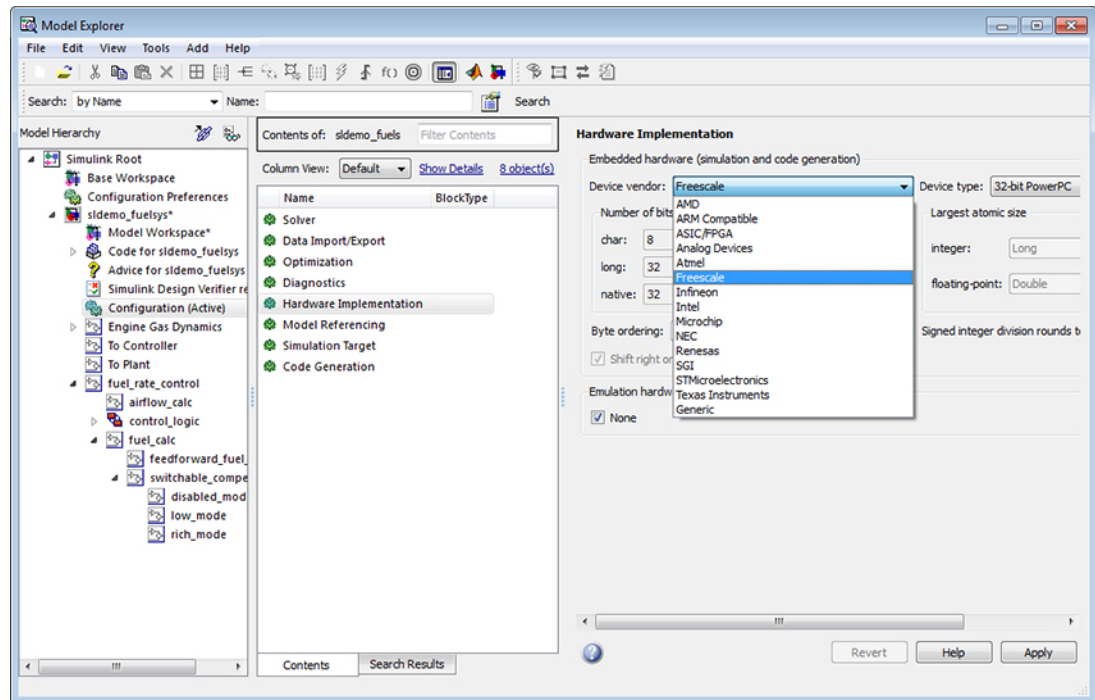 Model Explorer
File Edit View Tools Add Help
Search: by Name Name: Search
Model Hierarchy
Simulink Root
Base Workspace
Configuration Preferences
sldemo_fuelsys*
Model Workspace*
Code for sldemo_fuelsys
Advice for sldemo_fuelsys
Simulink Design Verifier re
Configuration (Active)
Engine Gas Dynamics
To Controller
To Plant
fuel_rate_control
airflow_calc
control_logic
fuel_calc
feedforward_fuel_
switchable_compe
disabled_mod
low_mode
rich_mode
Contents of: sldemo_fuels Filter Contents
Column View: Default Show Details 8 object(s)
Name BlockType
Solver
Data Import/Export
Optimization
Diagnostics
Hardware Implementation
Model Referencing
Simulation Target
Code Generation
Contents Search Results
Hardware Implementation
Embedded hardware (simulation and code generation)
Device vendor: Freescale Device type: 32-bit PowerPC
AMD
ARM Compatible
ASIC/FPGA
Analog Devices
Atmel
Freescale
Infineon
Intel
Microchip
NEC
Renesas
SGI
STMicroelectronics
Texas Instruments
Generic
Number of bits
char: 8
long: 32
native: 32
Largest atomic size
integer: Long
floating-point: Double
Byte ordering: Signed integer division rounds t
Shift right o
Emulation hardw
None
Revert Help Apply